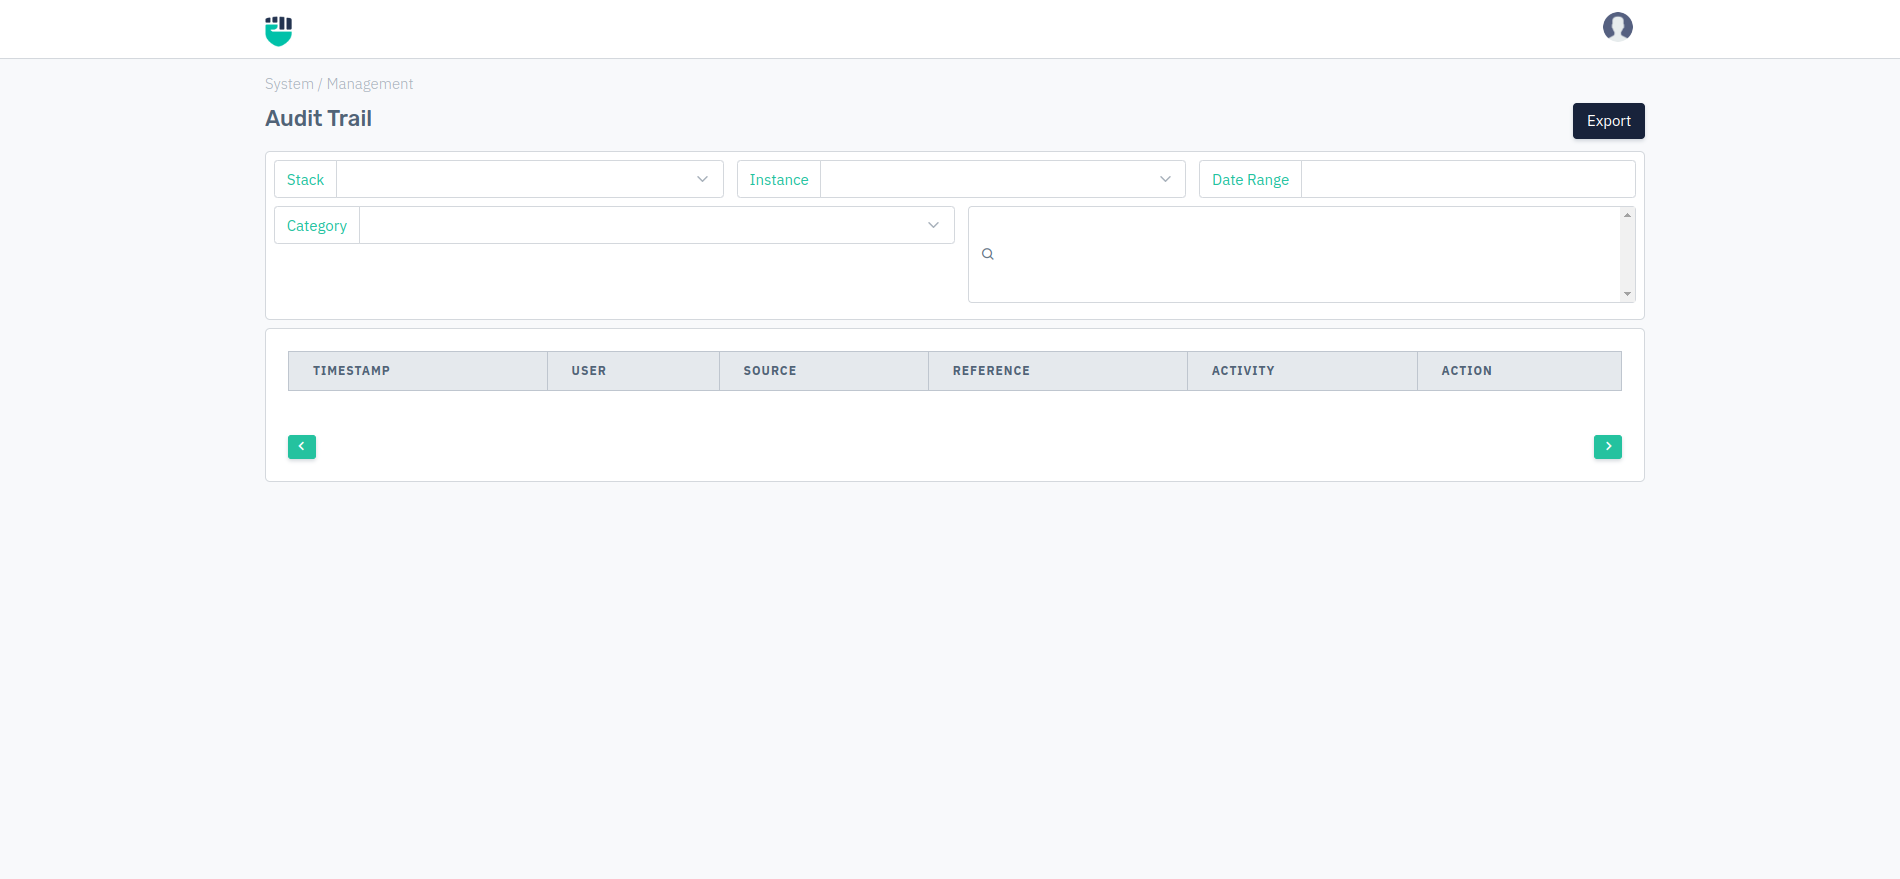 System / Management
Audit Trail
Export
Stack
Instance
Date Range
Category
TIMESTAMP USER SOURCE REFERENCE ACTIVITY ACTION